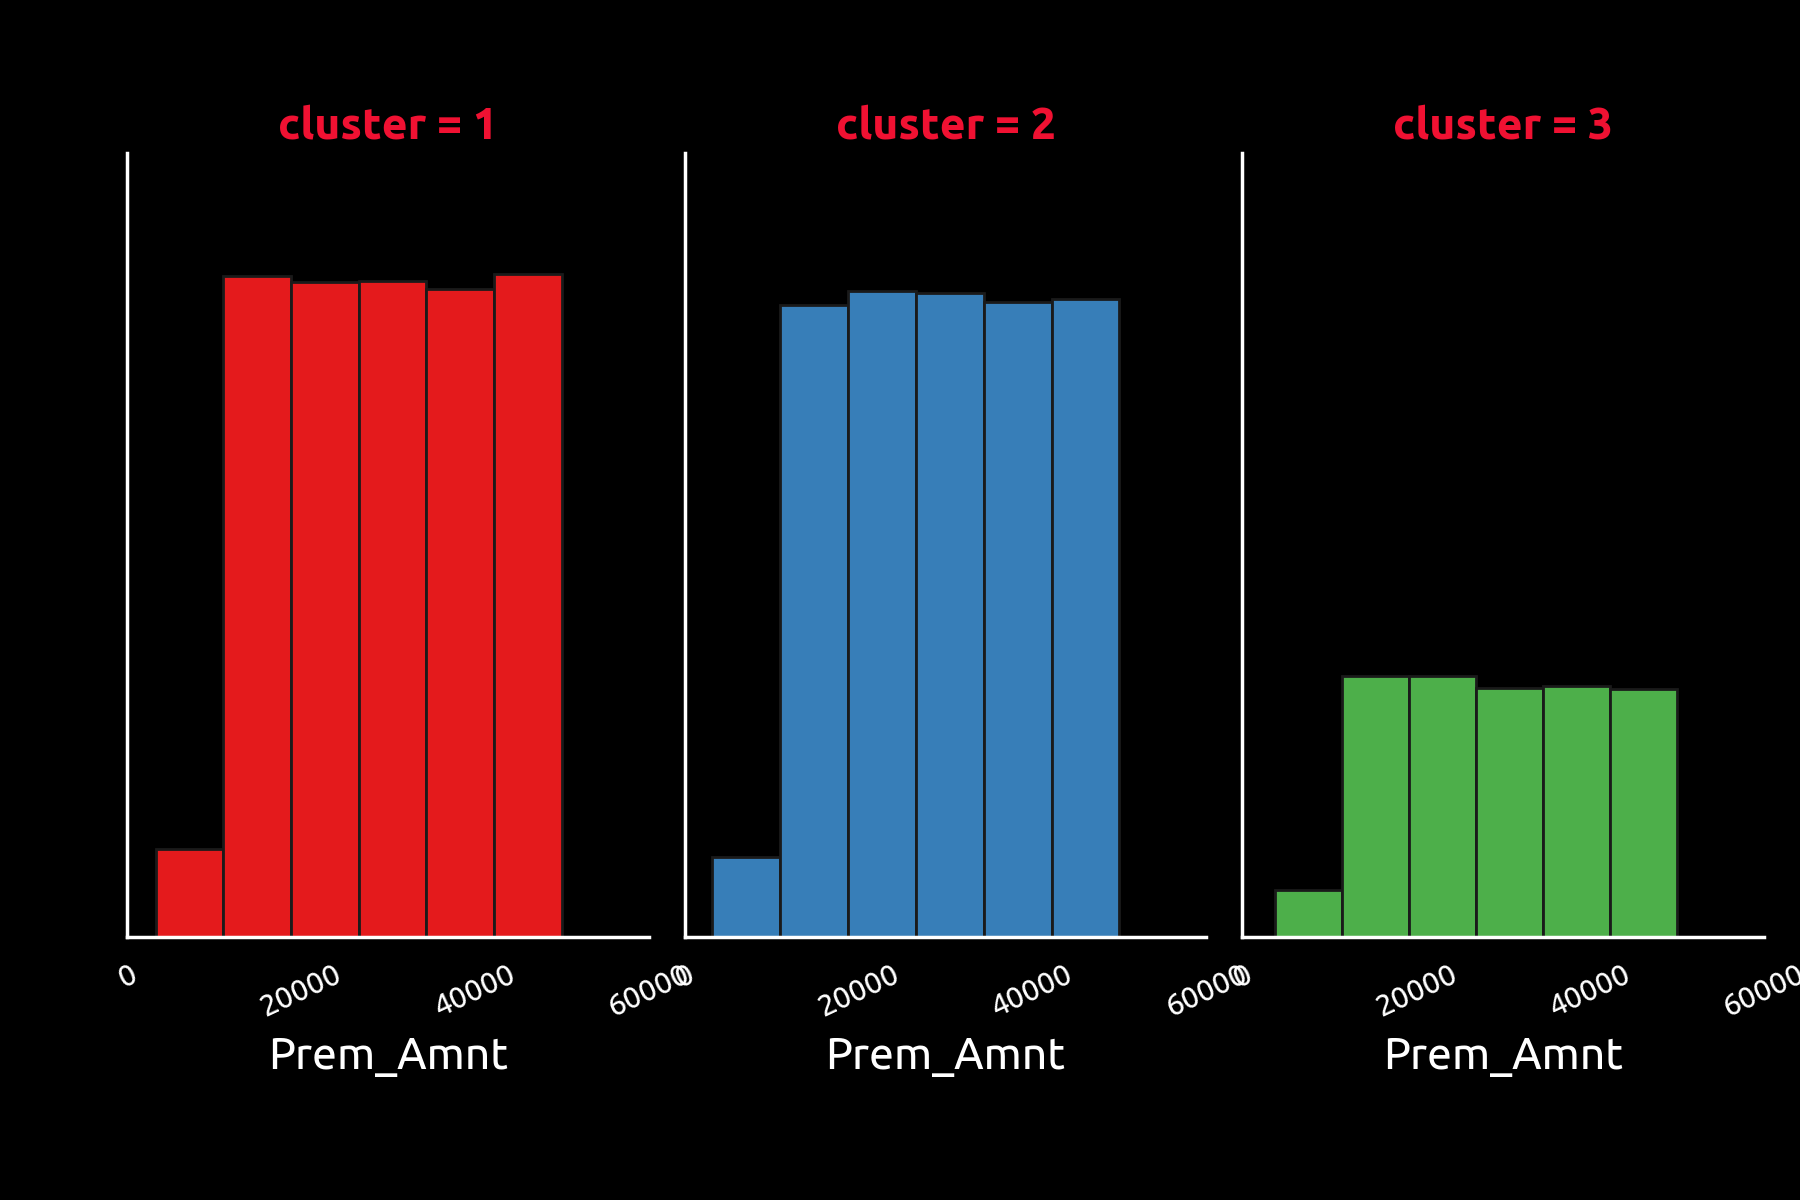 cluster = 1 cluster = 2 cluster = 3
0 20000 40000 60000 0 20000 40000 60000 0 20000 40000 60000
Prem_Amnt Prem_Amnt Prem_Amnt